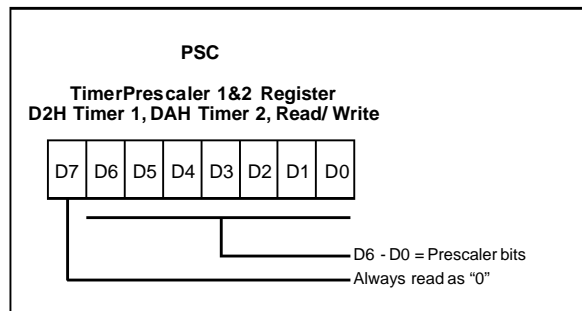 PSC
TimerPrescaler 1&2 Register
D2H Timer 1, DAH Timer 2, Read/ Write
D7 D6 D5 D4 D3 D2 D1 D0
D6 - D0 = Prescaler bits
Always read as “0”